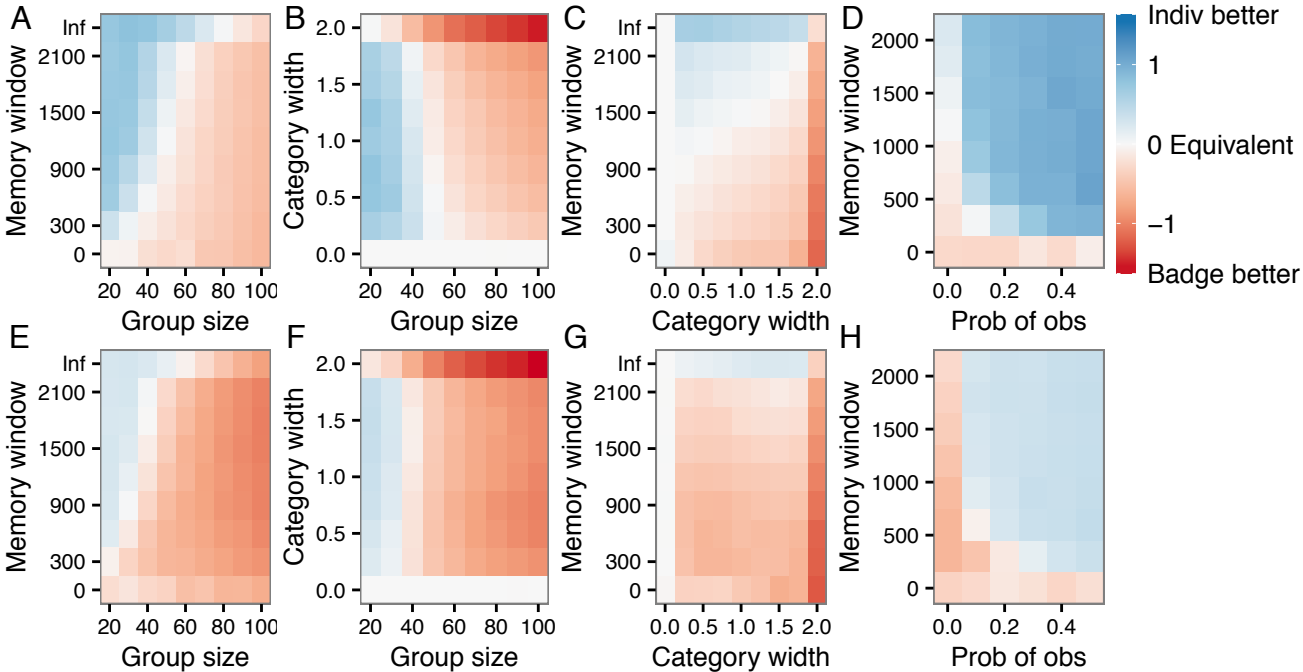 A
Memory window
Inf
2100
1500
900
300
0
20 40 60 80 100
Group size
B
Category width
2.0
1.5
1.0
0.5
0.0
20 40 60 80 100
Group size
C
Memory window
Inf
2100
1500
900
300
0
0.0 0.5 1.0 1.5 2.0
Category width
D
Memory window
2000
1500
1000
500
0
0.0 0.2 0.4
Prob of obs
Indiv better
1
0 Equivalent
−1
Badge better
E
Memory window
Inf
2100
1500
900
300
0
20 40 60 80 100
Group size
F
Category width
2.0
1.5
1.0
0.5
0.0
20 40 60 80 100
Group size
G
Memory window
Inf
2100
1500
900
300
0
0.0 0.5 1.0 1.5 2.0
Category width
H
Memory window
2000
1500
1000
500
0
0.0 0.2 0.4
Prob of obs